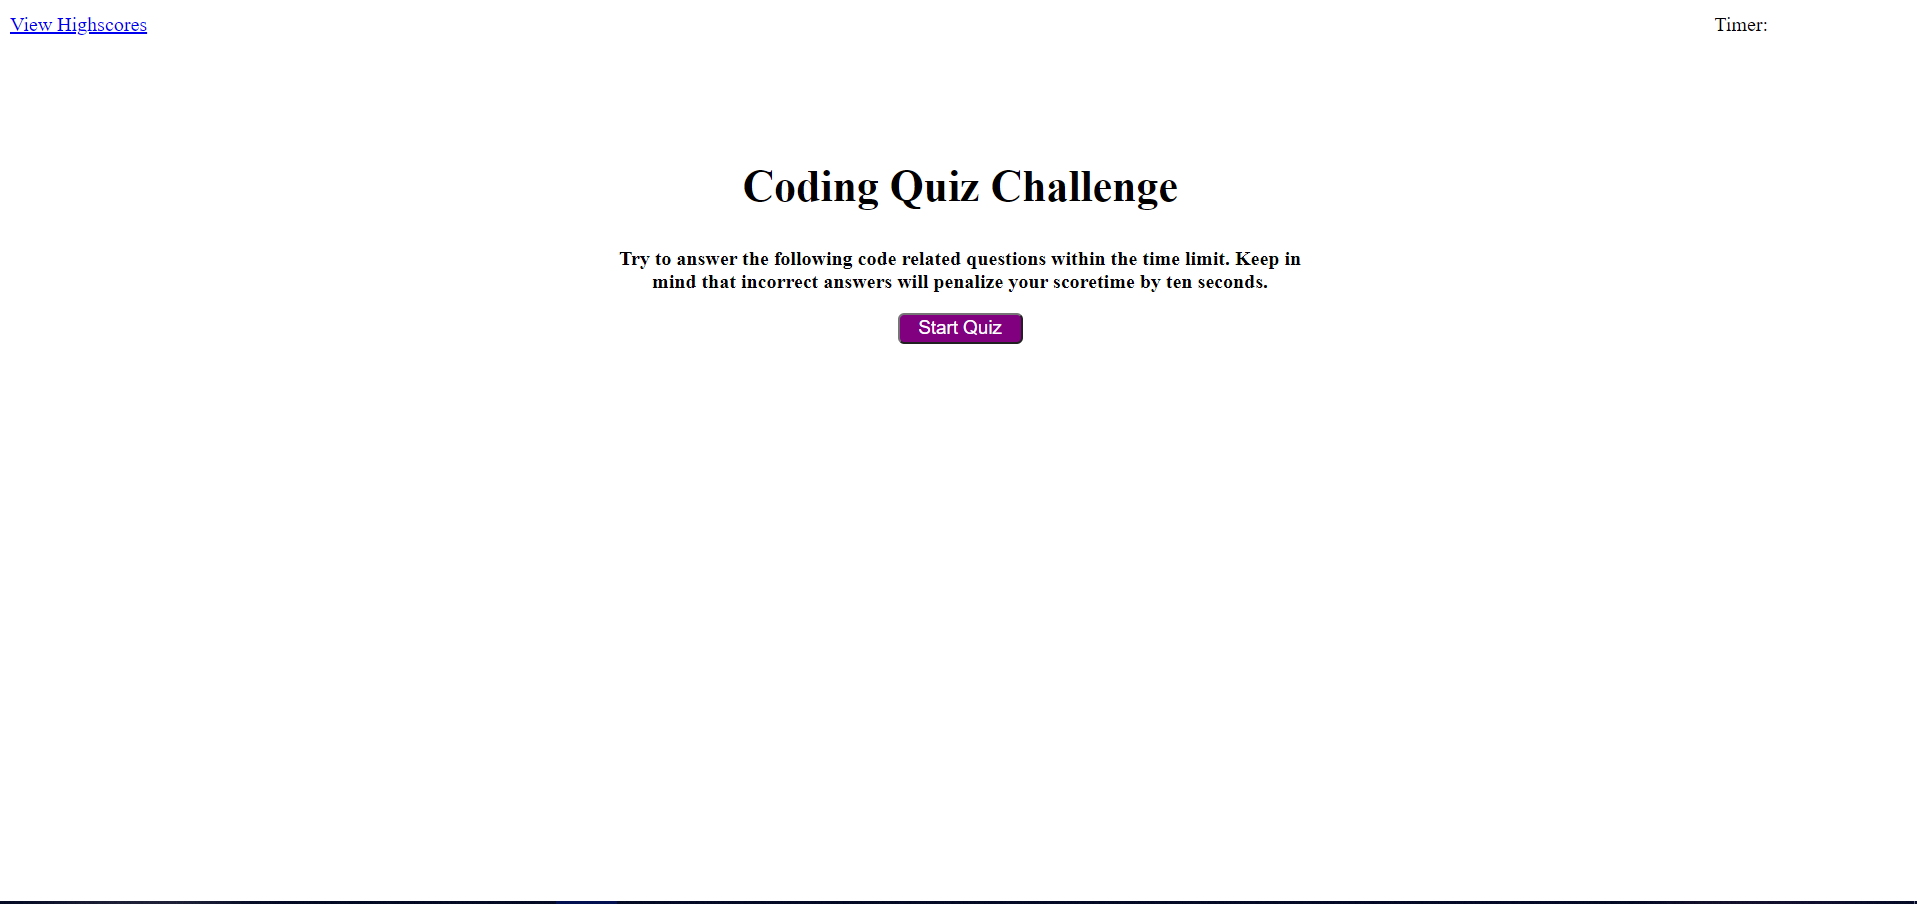 View Highscores
Timer:
Coding Quiz Challenge
Try to answer the following code related questions within the time limit. Keep in
mind that incorrect answers will penalize your scoretime by ten seconds.
Start Quiz